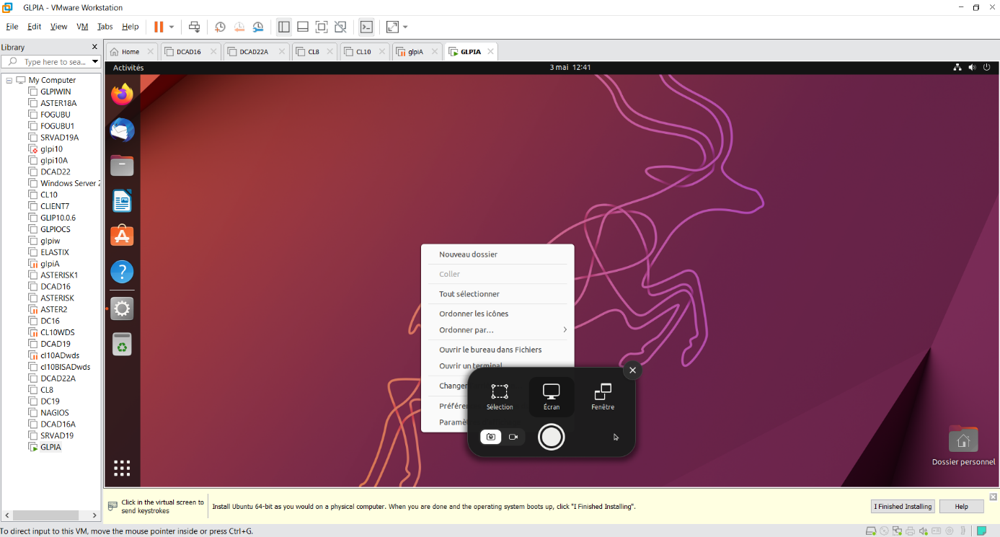 GLPIA - VMware Workstation
File Edit View VM Tabs Help
Library
Type here to sea...
Home DCAD16 DCAD22A CL8 CL10 glpiA GLPIA
Activités 3 mai 12:41
My Computer
GLPIWIN
ASTER18A
FOGUBU
FOGUBU1
SRVAD19A
glpi10
glpi10A
DCAD22
Windows Server 2
CL10
CLIENT7
GLIP10.0.6
GLPIOCS
glpiw
ELASTIX
glpiA
ASTERISK1
DCAD16
ASTERISK
ASTER2
DC16
CL10WDS
DCAD19
cl10ADwds
cl10BISADwds
DCAD22A
CL8
DC19
NAGIOS
DCAD16A
SRVAD19
GLPIA
Nouveau dossier
Coller
Tout sélectionner
Ordonner les icônes
Ordonner par...
Ouvrir le bureau dans Fichiers
Ouvrir un terminal
Changer
Sélection Écran Fenêtre
Dossier personnel
Click in the virtual screen to
send keystrokes
Install Ubuntu 64-bit as you would on a physical computer. When you are done and the operating system boots up, click "I Finished Installing".
I Finished Installing Help
To direct input to this VM, move the mouse pointer inside or press Ctrl+G.